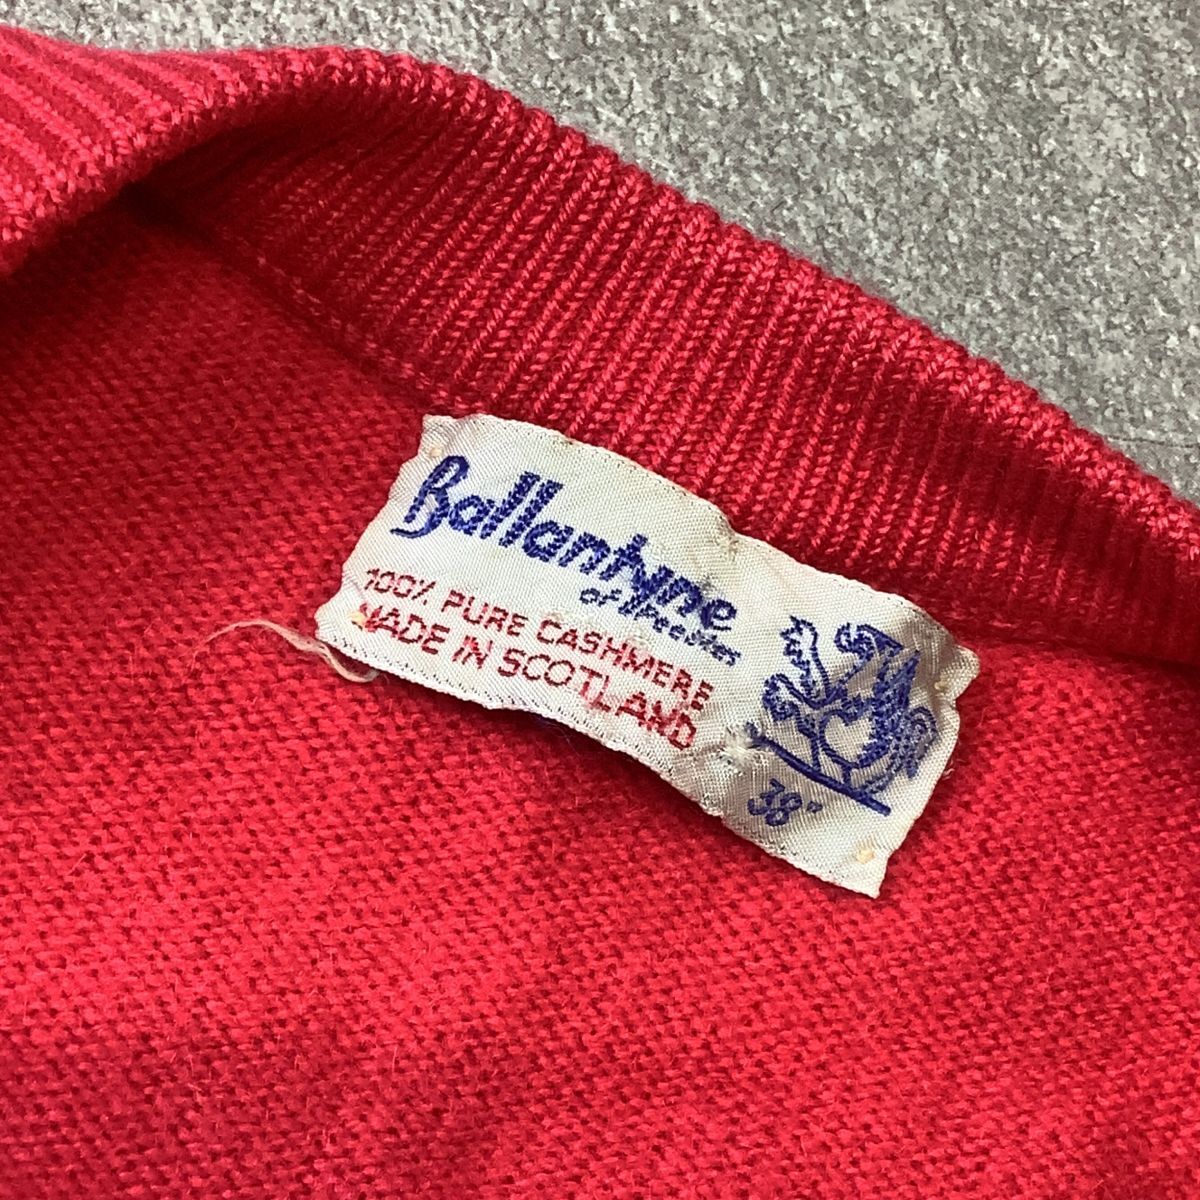 Ballantyne
of Peebles
100% PURE CASHMERE
MADE IN SCOTLAND
38"